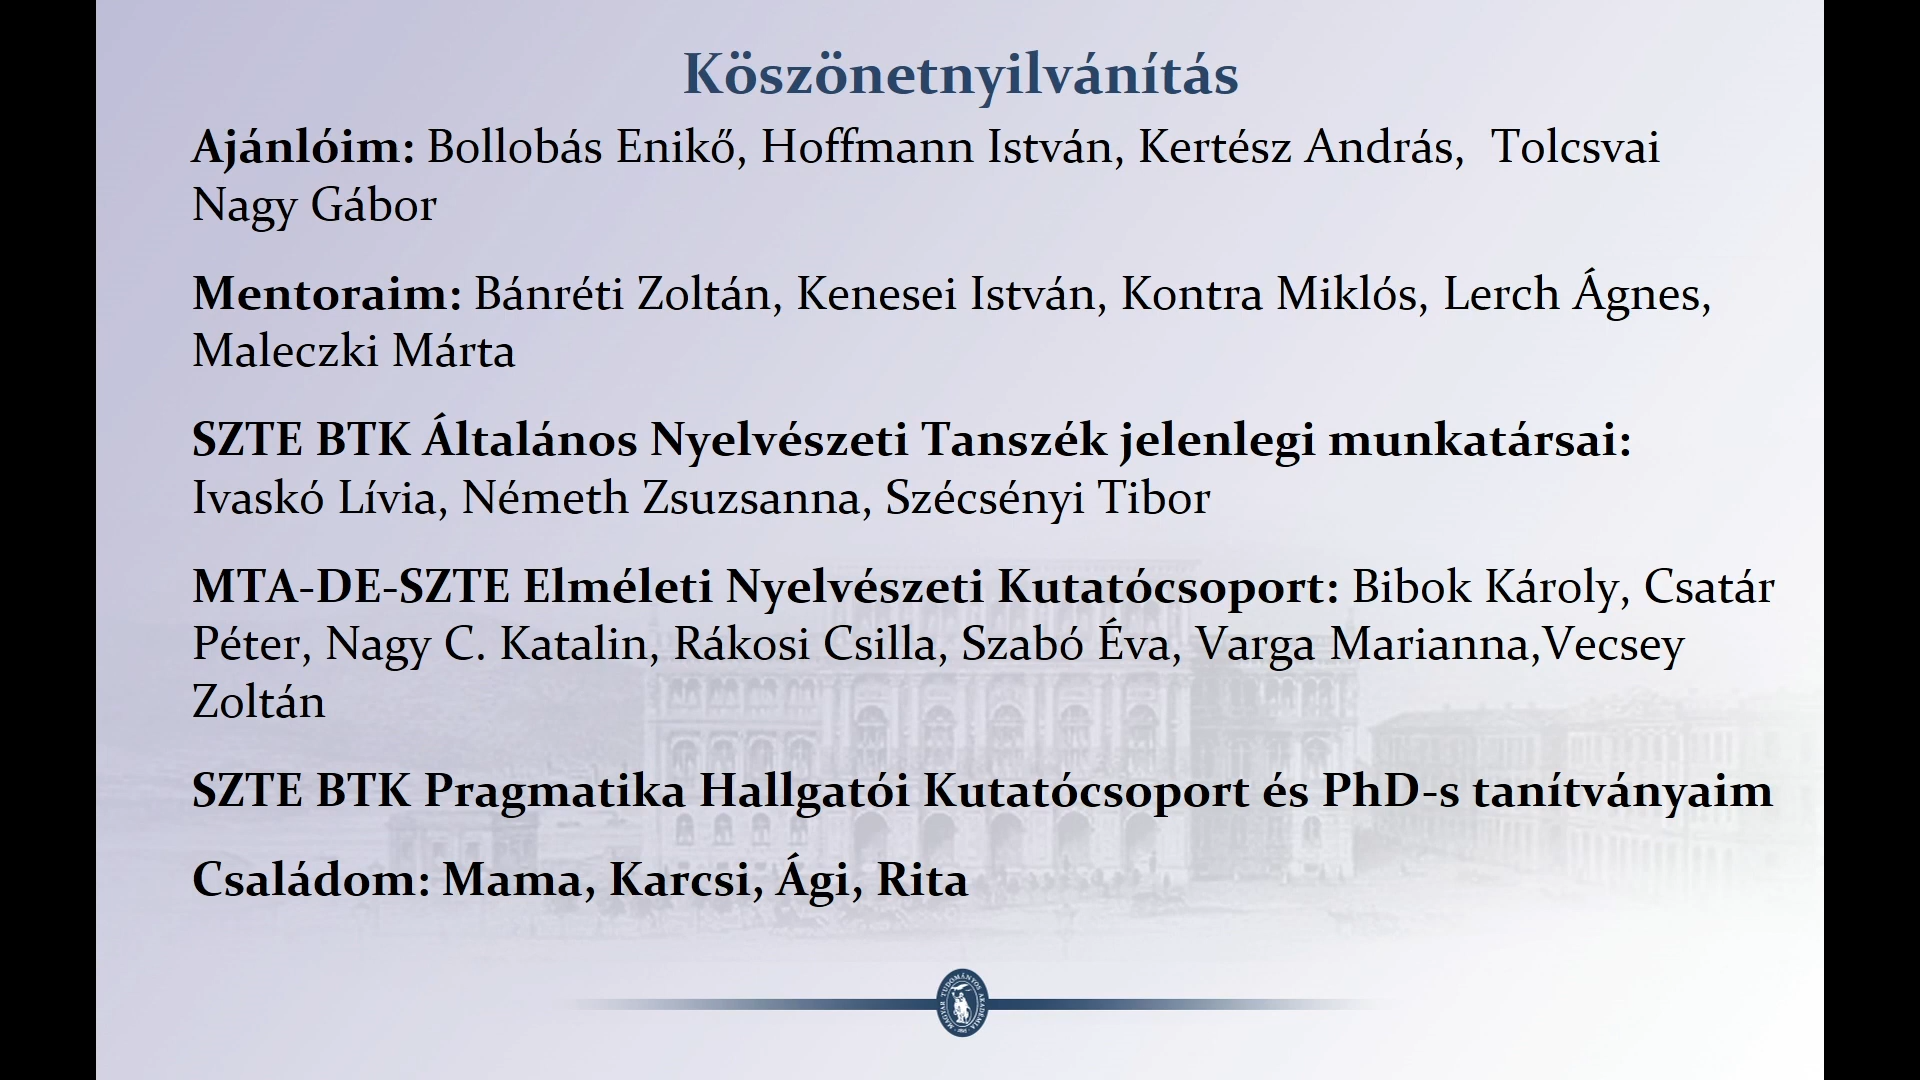 Köszönetnyilvánítás
Ajánlóim: Bollobás Enikő, Hoffmann István, Kertész András,  Tolcsvai
Nagy Gábor
Mentoraim: Bánréti Zoltán, Kenesei István, Kontra Miklós, Lerch Ágnes,
Maleczki Márta
SZTE BTK Általános Nyelvészeti Tanszék jelenlegi munkatársai:
Ivaskó Lívia, Németh Zsuzsanna, Szécsényi Tibor
MTA-DE-SZTE Elméleti Nyelvészeti Kutatócsoport: Bibok Károly, Csatár
Péter, Nagy C. Katalin, Rákosi Csilla, Szabó Éva, Varga Marianna,Vecsey
Zoltán
SZTE BTK Pragmatika Hallgatói Kutatócsoport és PhD-s tanítványaim
Családom: Mama, Karcsi, Ági, Rita
MAGYAR TUDOMÁNYOS AKADÉMIA